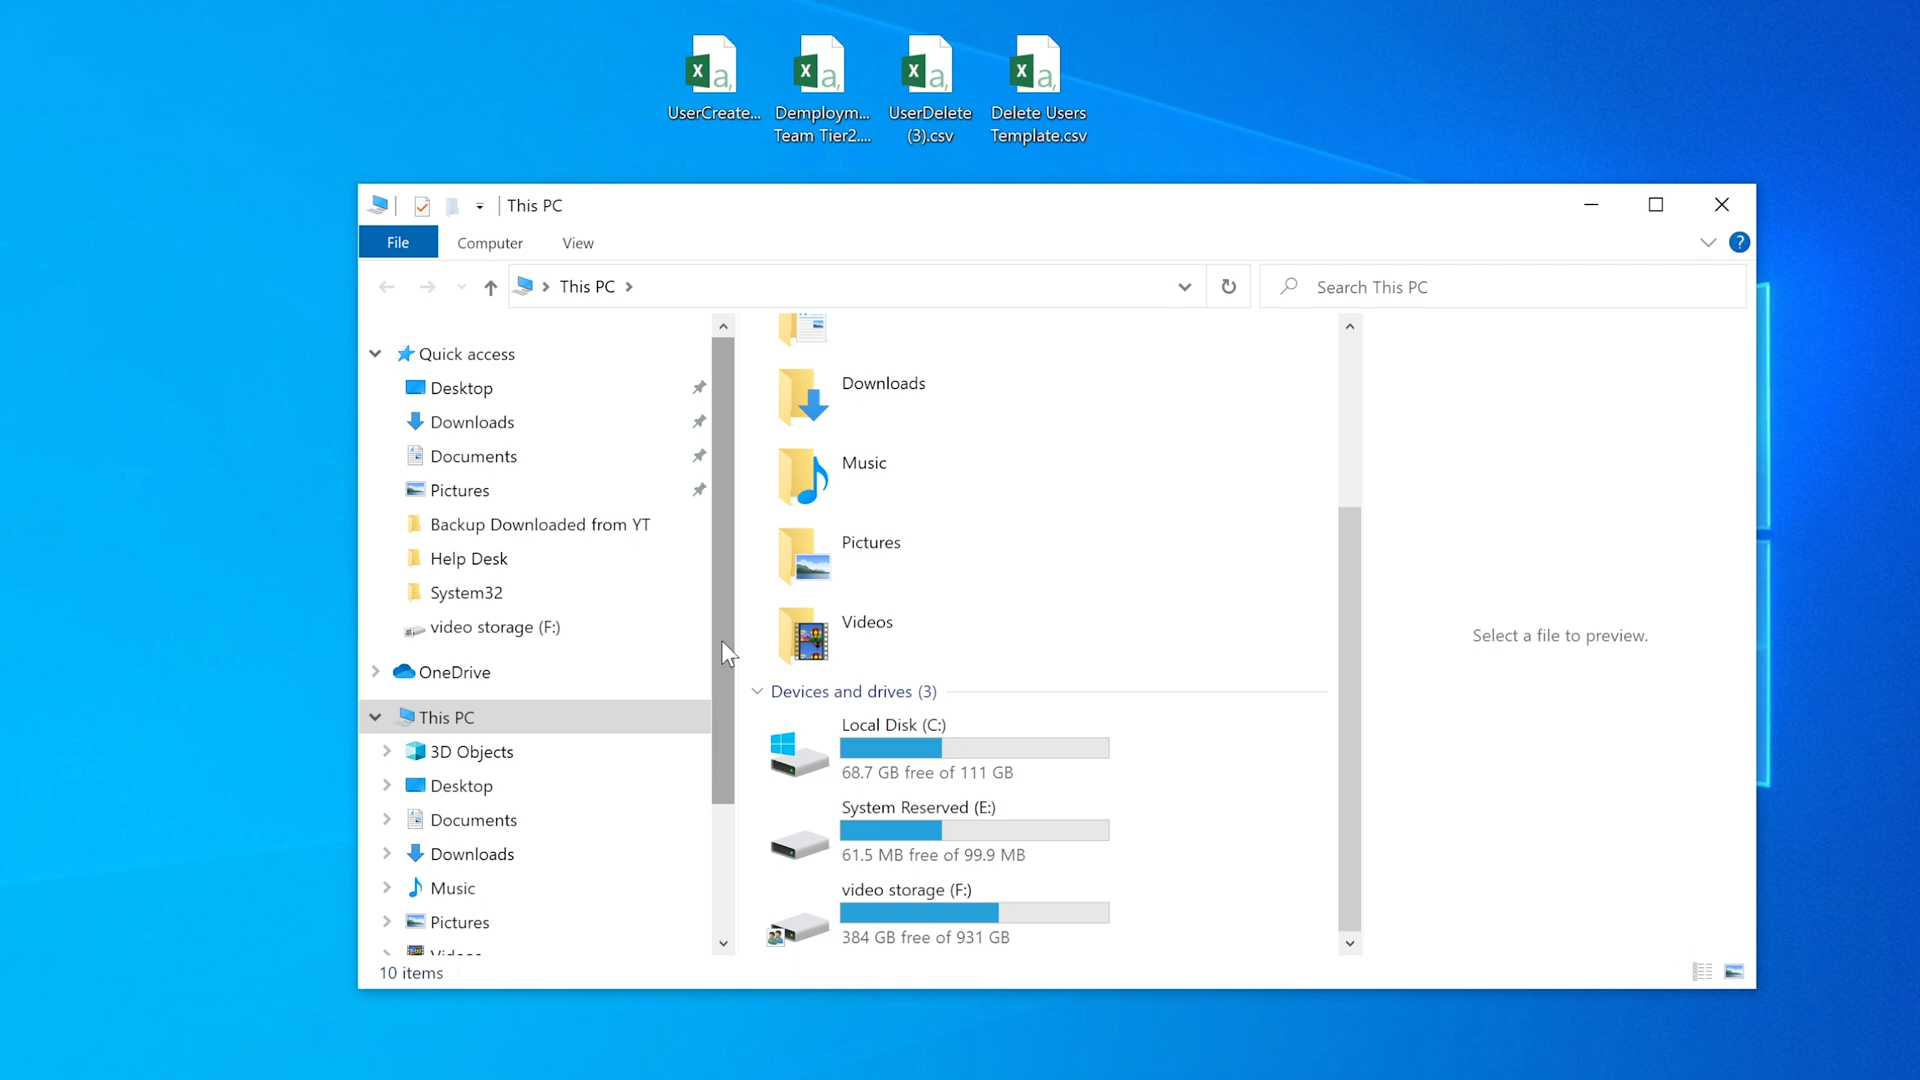 UserCreate...
Demploym...
Team Tier2....
UserDelete
(3).csv
Delete Users
Template.csv
This PC
File
Computer
View
This PC
Search This PC
Quick access
Desktop
Downloads
Documents
Pictures
Backup Downloaded from YT
Help Desk
System32
video storage (F:)
OneDrive
This PC
3D Objects
Desktop
Documents
Downloads
Music
Pictures
Videos
Downloads
Music
Pictures
Videos
Devices and drives (3)
Local Disk (C:)
68.7 GB free of 111 GB
System Reserved (E:)
61.5 MB free of 99.9 MB
video storage (F:)
384 GB free of 931 GB
Select a file to preview.
10 items